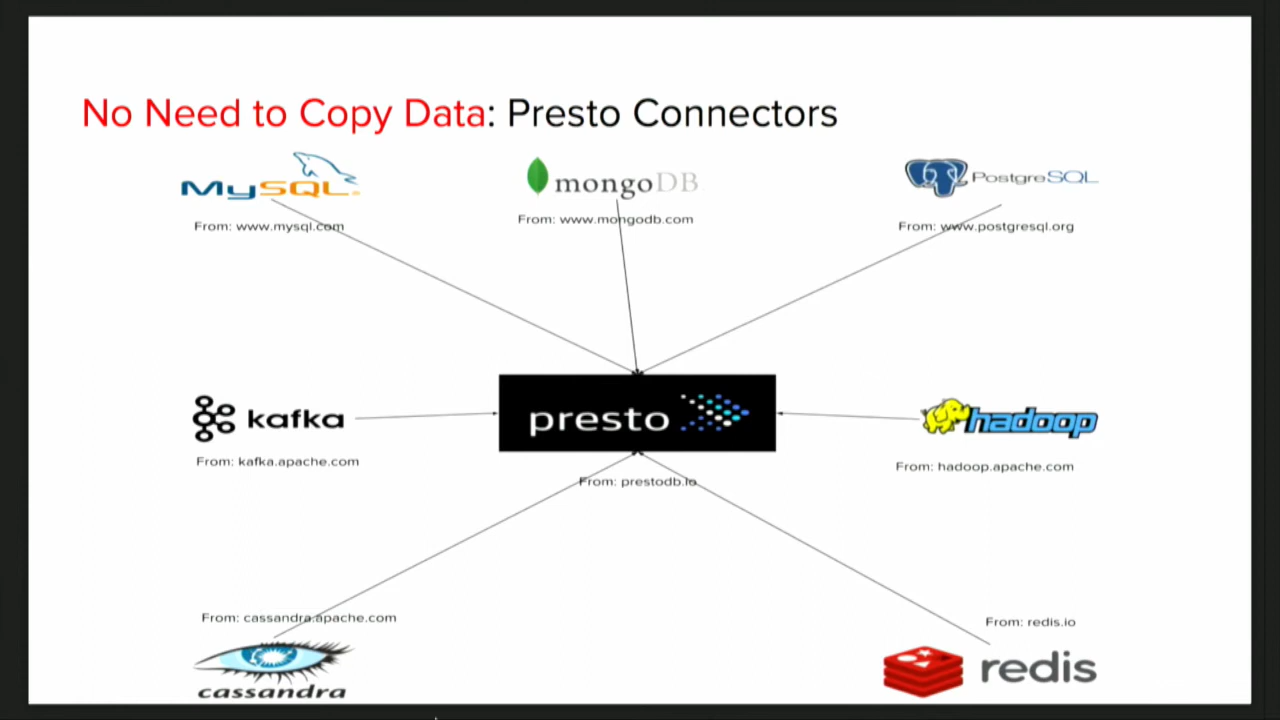 No Need to Copy Data: Presto Connectors
MySQL
mongoDB
PostgreSQL
From: www.mysql.com
From: www.mongodb.com
From: www.postgresql.org
kafka
presto
hadoop
From: kafka.apache.com
From: prestodb.io
From: hadoop.apache.com
From: cassandra.apache.com
From: redis.io
cassandra
redis